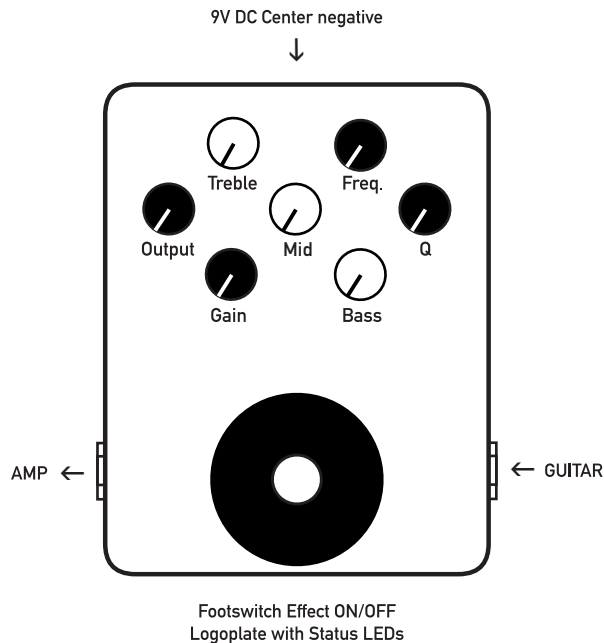 9V DC Center negative
Treble
Freq.
Output
Mid
Q
Gain
Bass
AMP
GUITAR
Footswitch Effect ON/OFF
Logoplate with Status LEDs